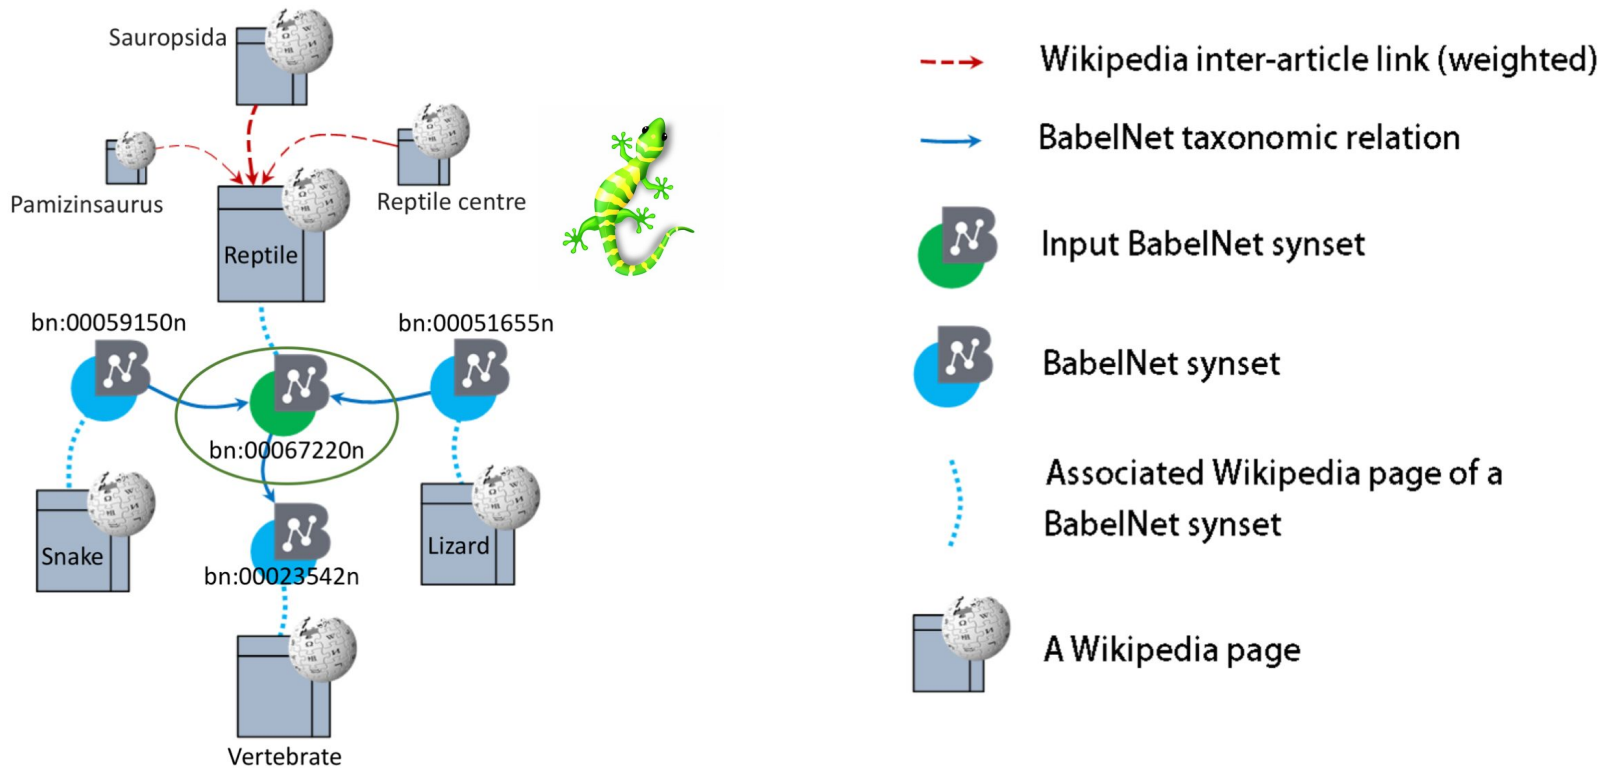 Sauropsida
Pamizinsaurus
Reptile centre
Reptile
bn:00059150n
bn:00051655n
bn:00067220n
Snake
Lizard
bn:00023542n
Vertebrate
Wikipedia inter-article link (weighted)
BabelNet taxonomic relation
Input BabelNet synset
BabelNet synset
Associated Wikipedia page of a
BabelNet synset
A Wikipedia page